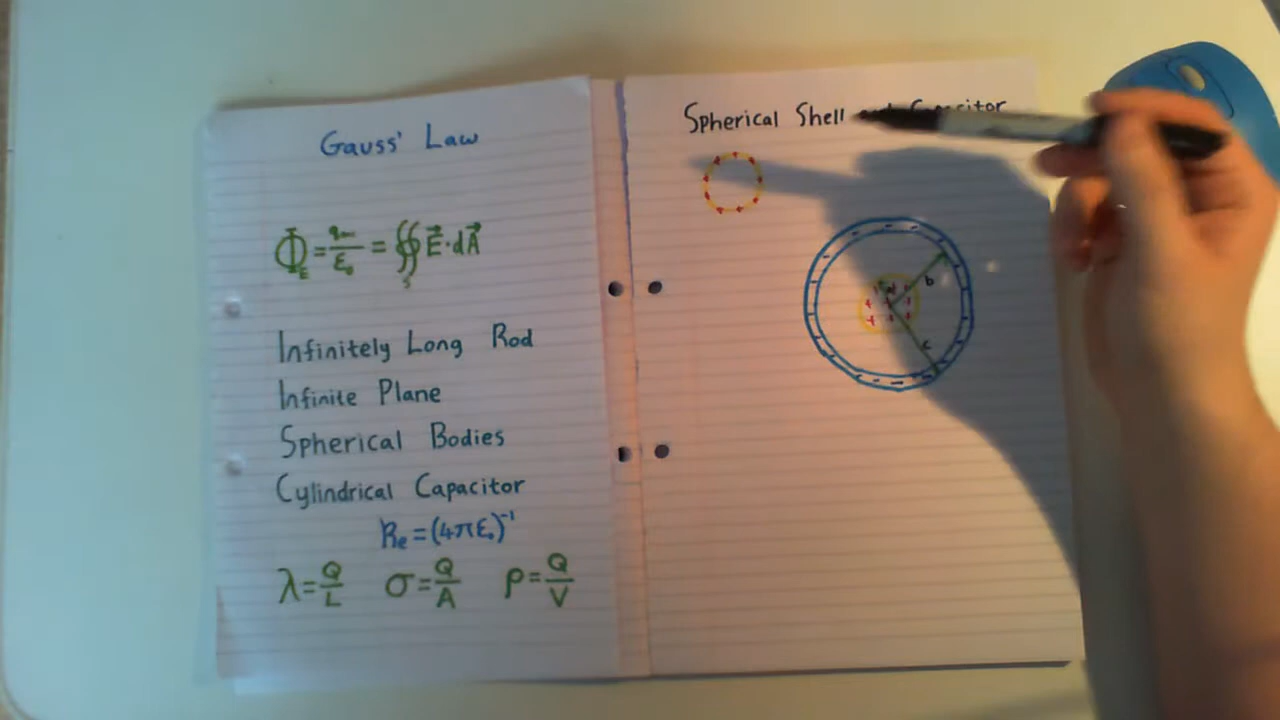 Gauss' Law
Φ_E = q_enc/ε₀ = ∯_S E⃗·dA⃗
Infinitely Long Rod
Infinite Plane
Spherical Bodies
Cylindrical Capacitor
k_e = (4πε₀)⁻¹
λ = Q/L σ = Q/A ρ = Q/V
Spherical Shell
a
b
c